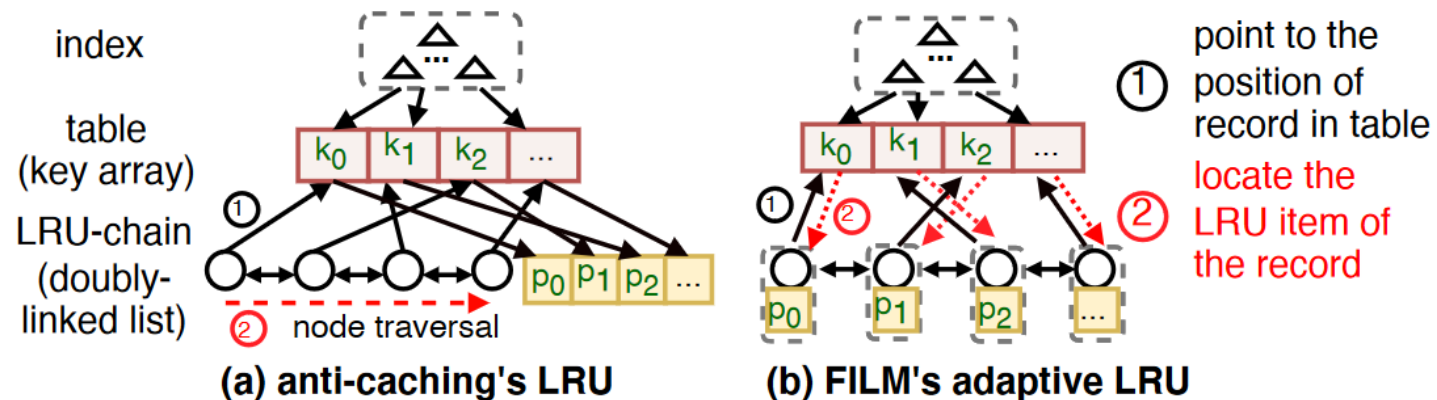 index
table
(key array)
LRU-chain
(doubly-
linked list)
...
k0 k1 k2 ...
1
p0 p1 p2 ...
2 node traversal
(a) anti-caching's LRU
...
k0 k1 k2 ...
1 2
p0 p1 p2 ...
(b) FILM's adaptive LRU
1
point to the
position of
record in table
2
locate the
LRU item of
the record